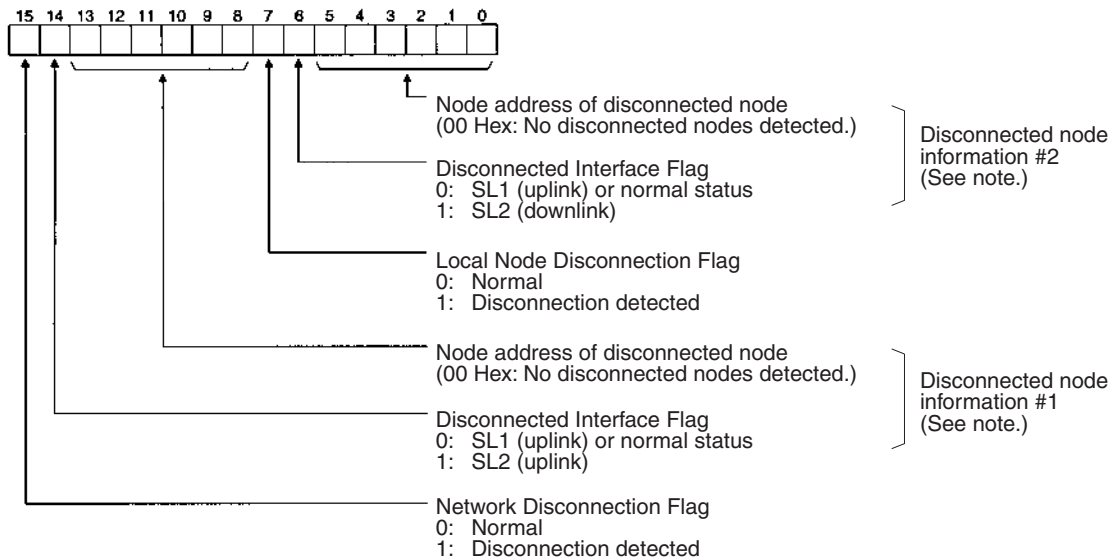 15 14 13 12 11 10 9 8 7 6 5 4 3 2 1 0
Node address of disconnected node
(00 Hex: No disconnected nodes detected.)
Disconnected Interface Flag
0: SL1 (uplink) or normal status
1: SL2 (downlink)
Disconnected node
information #2
(See note.)
Local Node Disconnection Flag
0: Normal
1: Disconnection detected
Node address of disconnected node
(00 Hex: No disconnected nodes detected.)
Disconnected Interface Flag
0: SL1 (uplink) or normal status
1: SL2 (uplink)
Disconnected node
information #1
(See note.)
Network Disconnection Flag
0: Normal
1: Disconnection detected